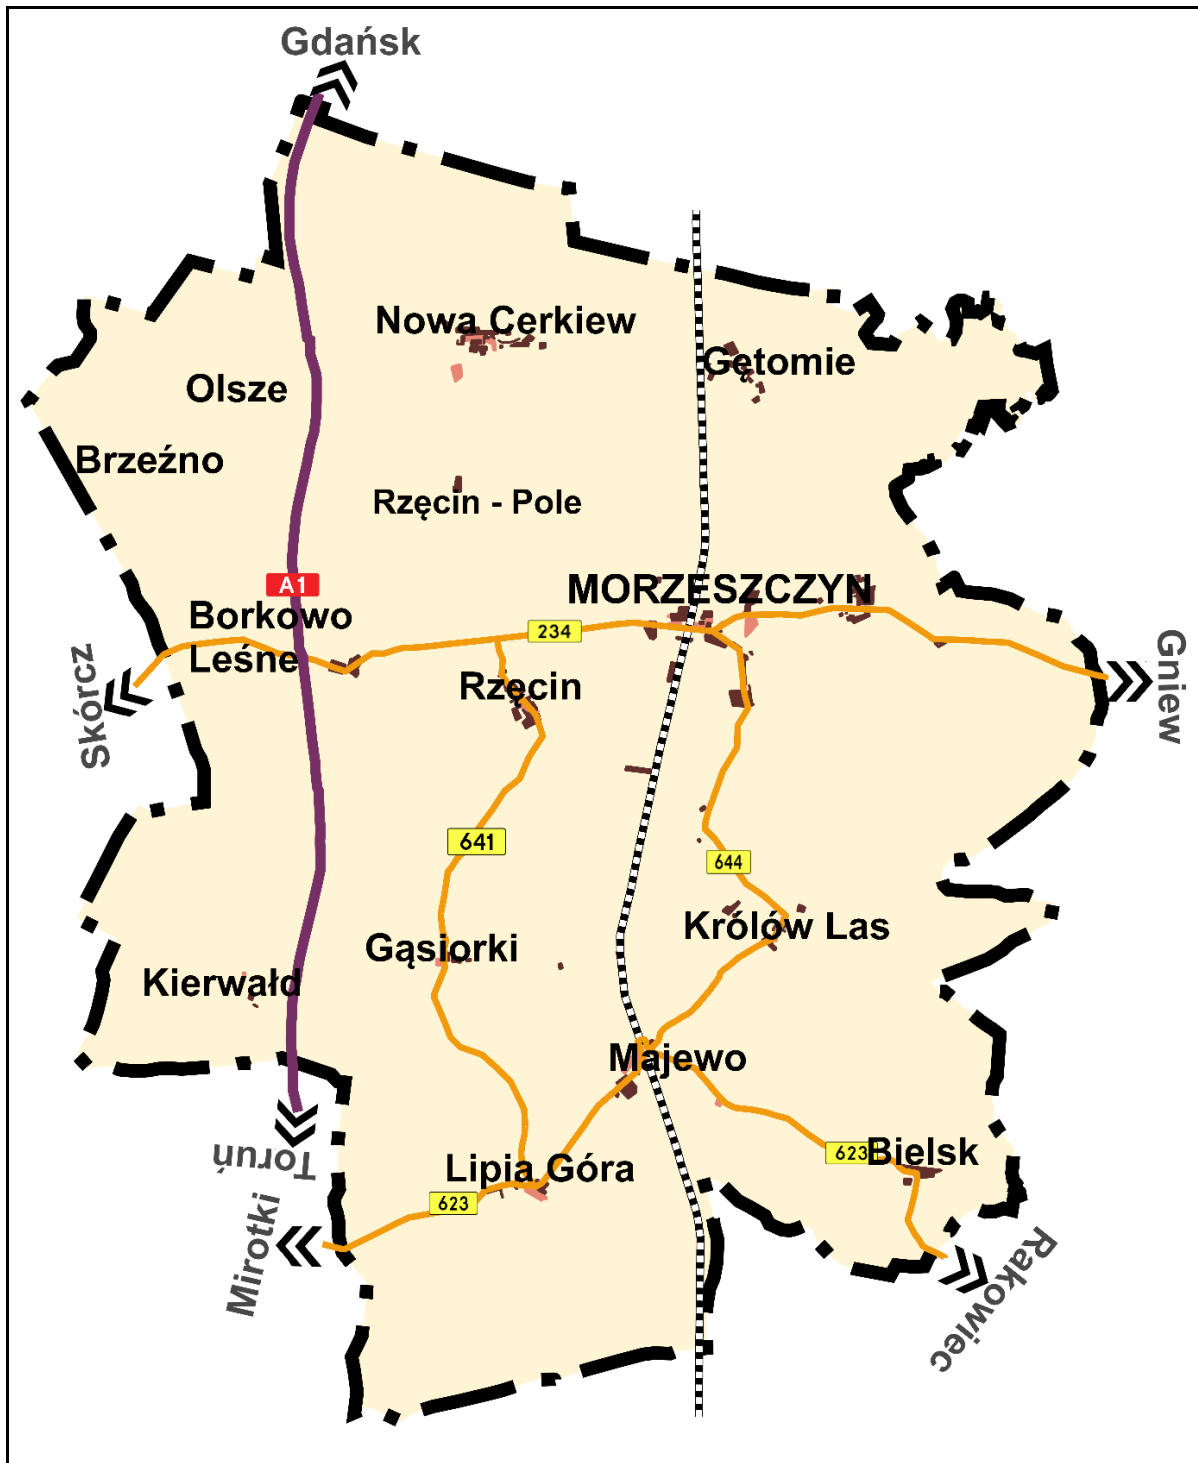 Gdańsk
Nowa Cerkiew
Gętomie
Olsze
Brzeźno
Rzęcin - Pole
A1
MORZESZCZYN
Borkowo
Leśne
234
Skórcz
Gniew
Rzęcin
641
644
Królów Las
Gąsiorki
Kierwałd
Majewo
Toruń
Lipia Góra
623
Bielsk
623
Mirotki
Rakowiec